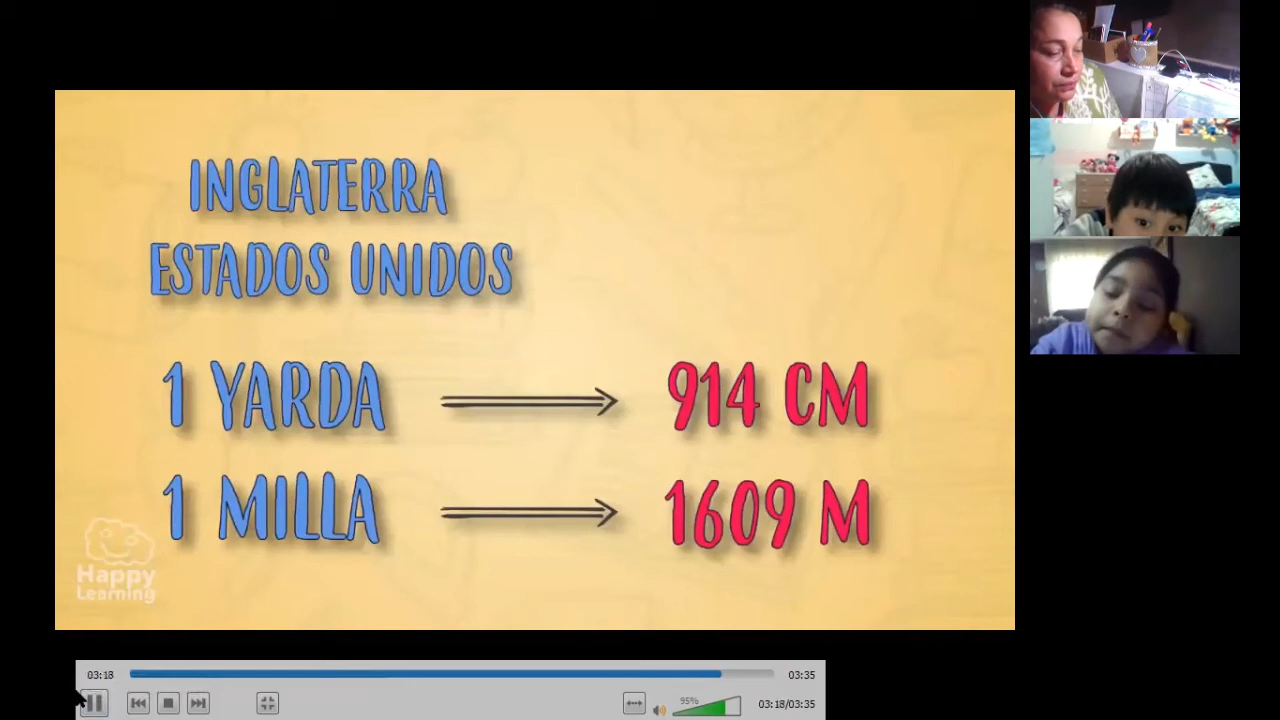 INGLATERRA
ESTADOS UNIDOS
1 YARDA 914 CM
1 MILLA 1609 M
Happy
Learning
03:18 03:35
95%
03:18/03:35